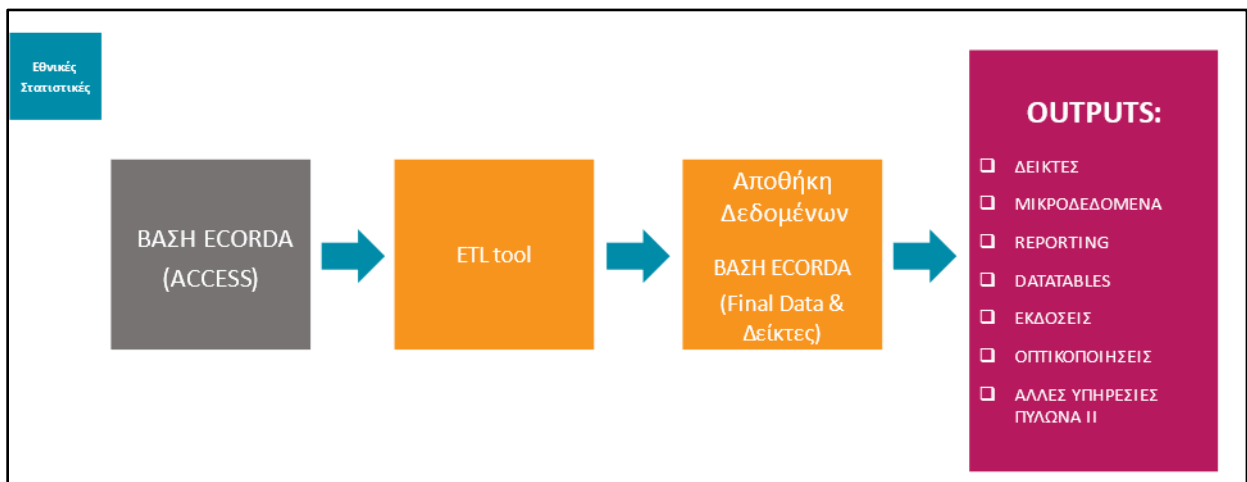 Εθνικές
Στατιστικές
ΒΑΣΗ ECORDA
(ACCESS)
ETL tool
Αποθήκη
Δεδομένων
ΒΑΣΗ ECORDA
(Final Data &
Δείκτες)
OUTPUTS:
ΔΕΙΚΤΕΣ
ΜΙΚΡΟΔΕΔΟΜΕΝΑ
REPORTING
DATATABLES
ΕΚΔΟΣΕΙΣ
ΟΠΤΙΚΟΠΟΙΗΣΕΙΣ
ΑΛΛΕΣ ΥΠΗΡΕΣΙΕΣ
ΠΥΛΩΝΑ ΙΙ